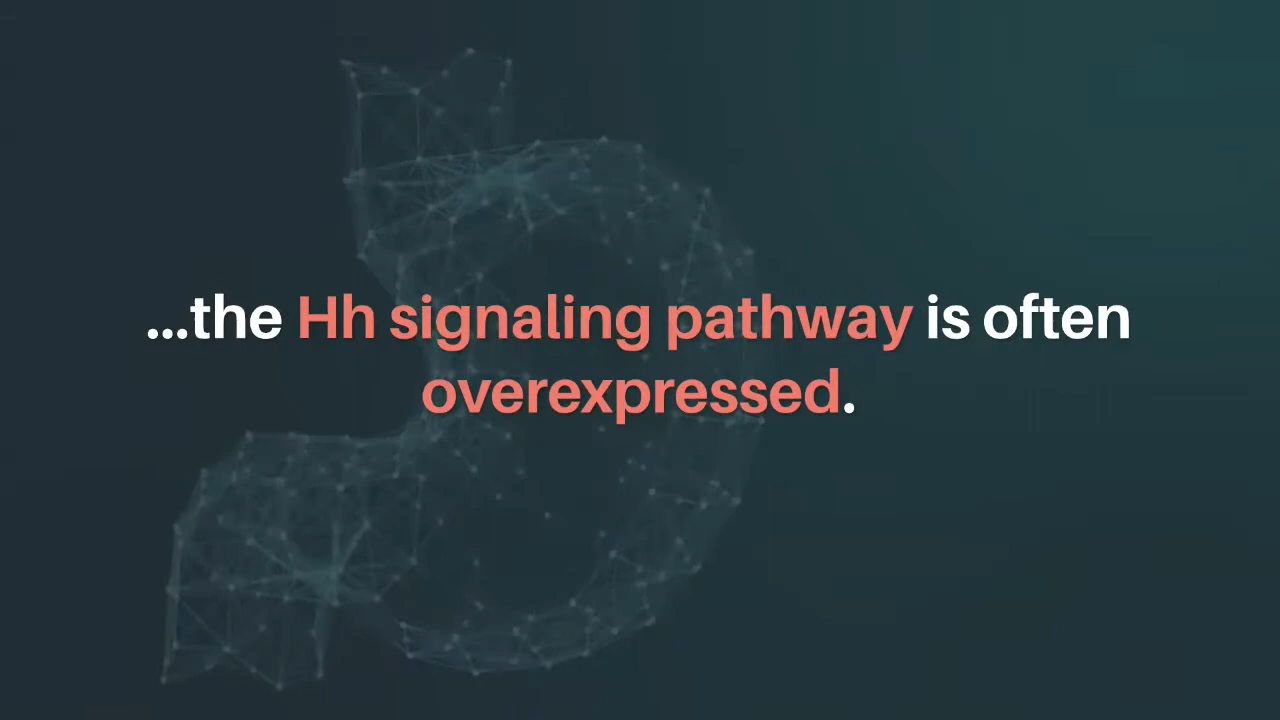 ...the Hh signaling pathway is often
overexpressed.